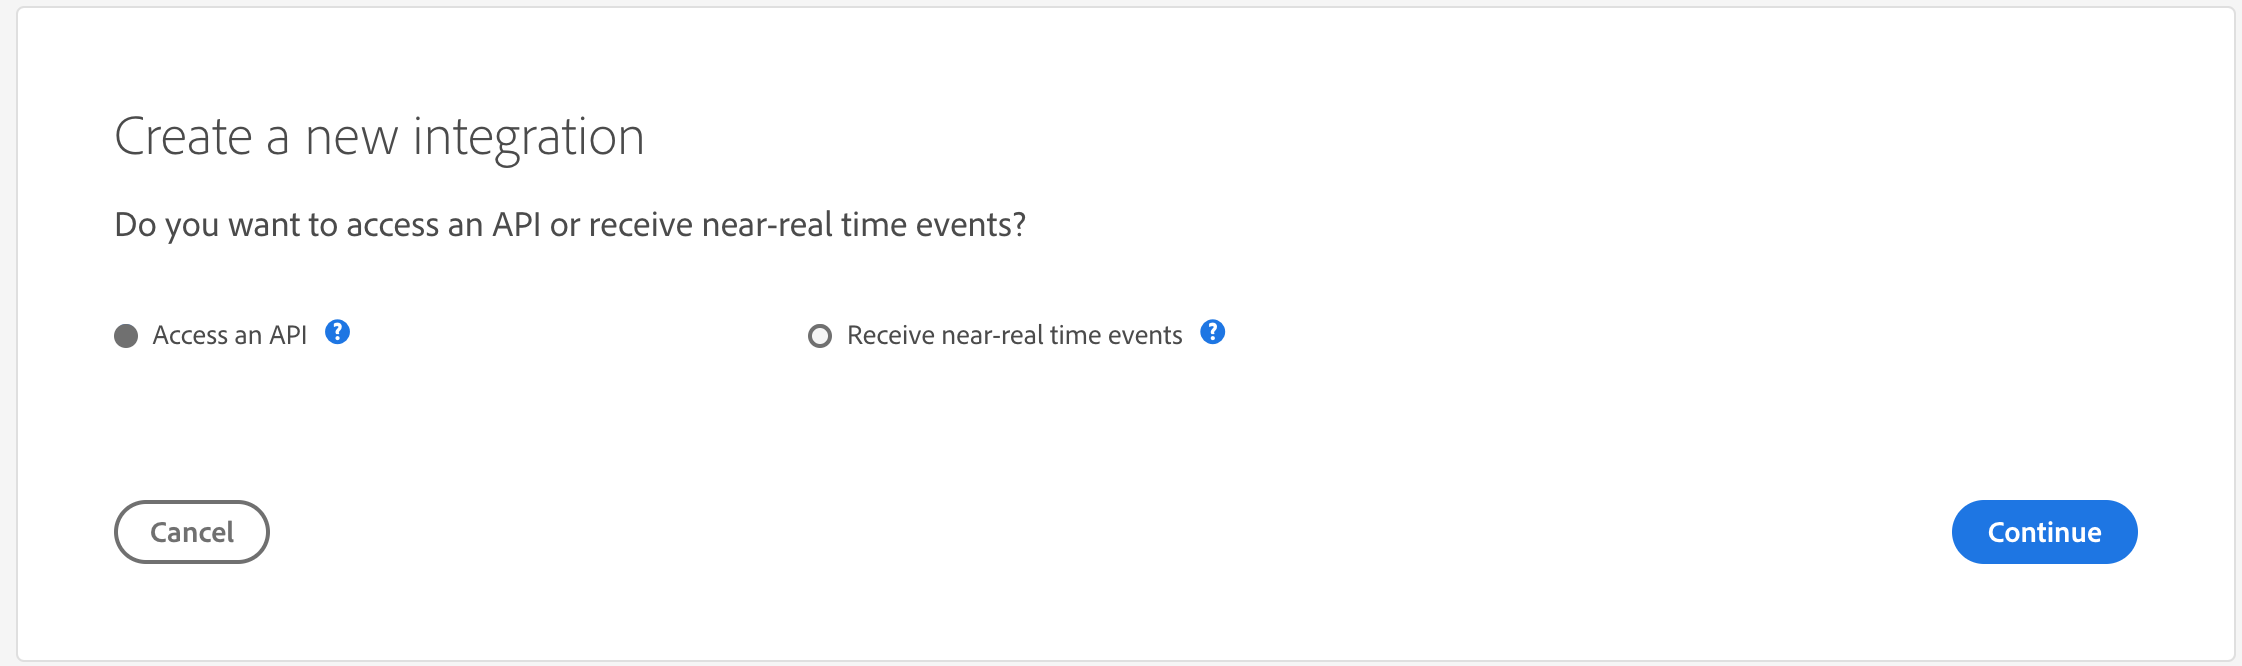 Create a new integration
Do you want to access an API or receive near-real time events?
Access an API ?
Receive near-real time events ?
Cancel
Continue